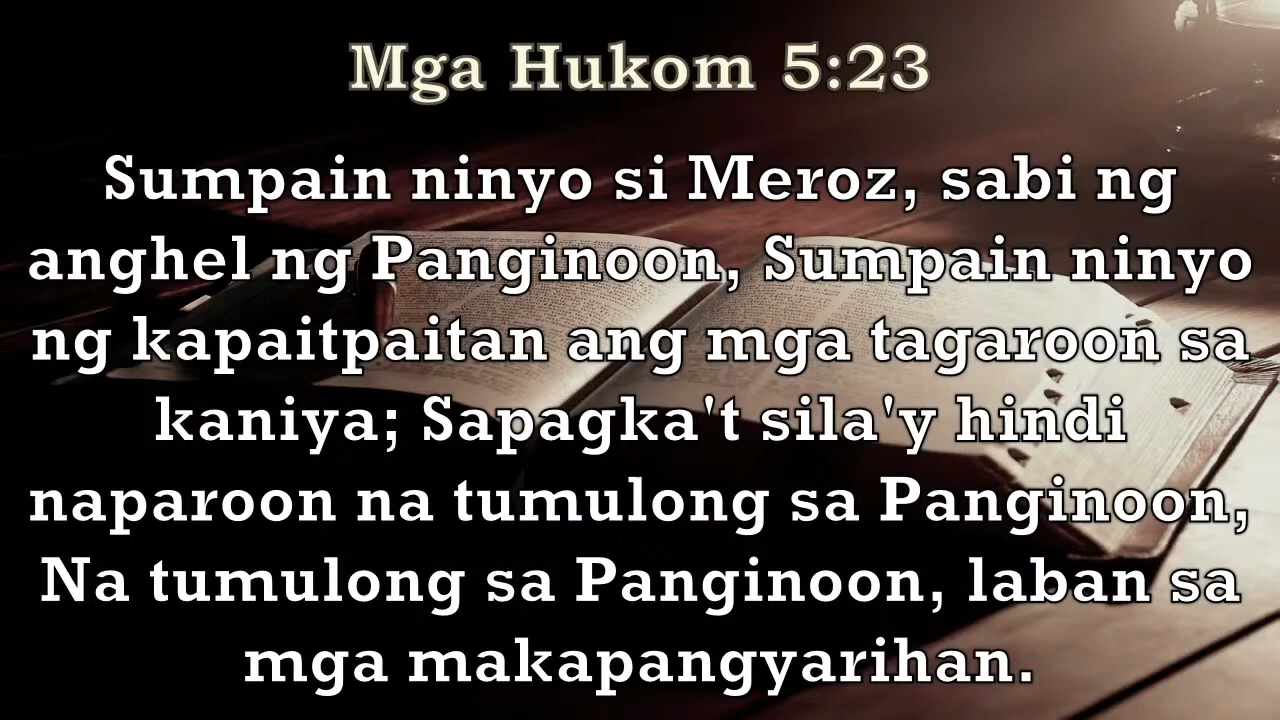 Mga Hukom 5:23
Sumpain ninyo si Meroz, sabi ng
anghel ng Panginoon, Sumpain ninyo
ng kapaitpaitan ang mga tagaroon sa
kaniya; Sapagka't sila'y hindi
naparoon na tumulong sa Panginoon,
Na tumulong sa Panginoon, laban sa
mga makapangyarihan.